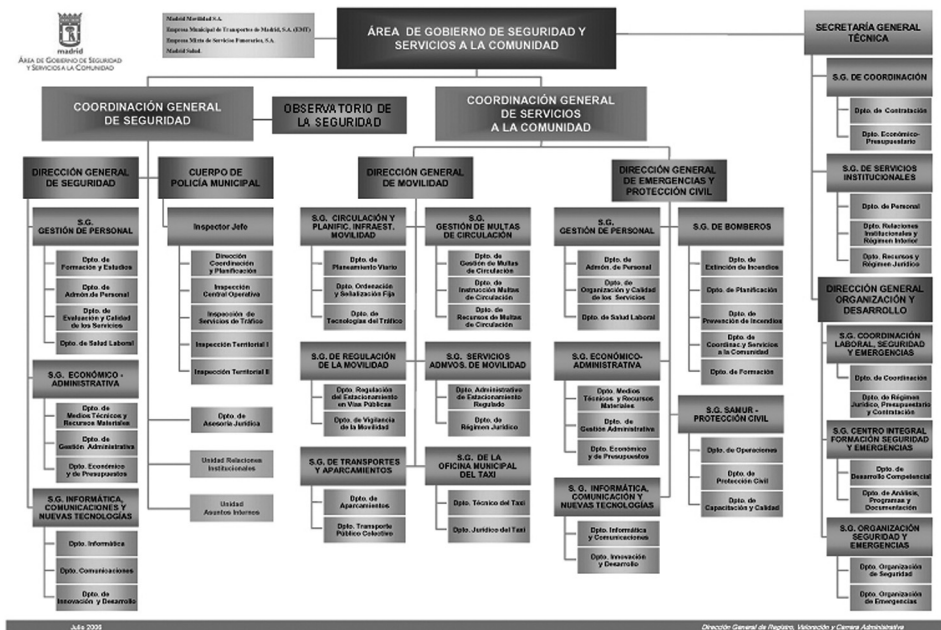 madrid
ÁREA DE GOBIERNO DE SEGURIDAD
Y SERVICIOS A LA COMUNIDAD
Madrid Movilidad S.A.
Empresa Municipal de Transportes de Madrid, S.A. (EMT)
Empresa Mixta de Servicios Funerarios, S.A.
Madrid Salud.
ÁREA DE GOBIERNO DE SEGURIDAD Y
SERVICIOS A LA COMUNIDAD
SECRETARÍA GENERAL
TÉCNICA
S.G. DE COORDINACIÓN
Dpto. de Contratación
Dpto. Económico-
Presupuestario
S.G. DE SERVICIOS
INSTITUCIONALES
Dpto. de Personal
Dpto. Relaciones
Institucionales y
Régimen Interior
Dpto. Recursos y
Régimen Jurídico
DIRECCIÓN GENERAL
ORGANIZACIÓN Y
DESARROLLO
S.G. COORDINACIÓN
LABORAL, SEGURIDAD
Y EMERGENCIAS
Dpto. de Coordinación
Dpto. de Régimen
Jurídico, Presupuestario
y Contratación
S.G. CENTRO INTEGRAL
FORMACIÓN SEGURIDAD
Y EMERGENCIAS
Dpto. de
Desarrollo Competencial
Dpto. de Análisis,
Programas y
Documentación
S.G. ORGANIZACIÓN
SEGURIDAD Y
EMERGENCIAS
Dpto. Organización
de Seguridad
Dpto. Organización
de Emergencias
COORDINACIÓN GENERAL
DE SEGURIDAD
OBSERVATORIO DE
LA SEGURIDAD
COORDINACIÓN GENERAL
DE SERVICIOS
A LA COMUNIDAD
DIRECCIÓN GENERAL
DE SEGURIDAD
S.G.
GESTIÓN DE PERSONAL
Dpto. de
Formación y Estudios
Dpto. de
Admón.de Personal
Dpto. de
Evaluación y Calidad
de los Servicios
Dpto. de Salud Laboral
S.G. ECONÓMICO -
ADMINISTRATIVA
Dpto. de
Medios Técnicos y
Recursos Materiales
Dpto. de
Gestión Administrativa
Dpto. Económico
y de Presupuestos
S.G. INFORMÁTICA,
COMUNICACIONES Y
NUEVAS TECNOLOGÍAS
Dpto. Informática
Dpto. Comunicaciones
Dpto. de
Innovación y Desarrollo
CUERPO DE
POLICÍA MUNICIPAL
Inspector Jefe
Dirección
Coordinación
y Planificación
Inspección
Central Operativa
Inspección de
Servicios de Tráfico
Inspección Territorial I
Inspección Territorial II
Dpto. de
Asesoría Jurídica
Unidad Relaciones
Institucionales
Unidad
Asuntos Internos
DIRECCIÓN GENERAL
DE MOVILIDAD
S.G. CIRCULACIÓN Y
PLANIFIC. INFRAEST.
MOVILIDAD
Dpto. de
Planeamiento Viario
Dpto. Ordenación
y Señalización Fija
Dpto. de
Tecnologías del Tráfico
S.G. DE REGULACIÓN
DE LA MOVILIDAD
Dpto. Regulación
del Estacionamiento
en Vías Públicas
Dpto. de Vigilancia
de la Movilidad
S.G. DE TRANSPORTES
Y APARCAMIENTOS
Dpto. de
Aparcamientos
Dpto. Transporte
Público Colectivo
S.G.
GESTIÓN DE MULTAS
DE CIRCULACIÓN
Dpto. de
Gestión de Multas
de Circulación
Dpto. de
Instrucción Multas
de Circulación
Dpto. de
Recursos de Multas
de Circulación
S.G. SERVICIOS
ADMVOS. DE MOVILIDAD
Dpto. Administrativo
de Estacionamiento
Regulado
Dpto. de
Régimen Jurídico
S.G. DE LA
OFICINA MUNICIPAL
DEL TAXI
Dpto. Técnico del Taxi
Dpto. Jurídico del Taxi
DIRECCIÓN GENERAL
DE EMERGENCIAS Y
PROTECCIÓN CIVIL
S.G.
GESTIÓN DE PERSONAL
Dpto. de
Admón. de Personal
Dpto. de
Organización y Calidad
de los Servicios
Dpto. de Salud Laboral
S.G. ECONÓMICO-
ADMINISTRATIVA
Dpto. Medios
Técnicos y Recursos
Materiales
Dpto. de
Gestión Administrativa
Dpto. Económico
y de Presupuestos
S. G. INFORMÁTICA,
COMUNICACIÓN Y
NUEVAS TECNOLOGÍAS
Dpto. Informática
y Comunicaciones
Dpto. Innovación
y Desarrollo
S.G. DE BOMBEROS
Dpto. de
Extinción de Incendios
Dpto. de Planificación
Dpto. de
Prevención de Incendios
Dpto. de
Coordinac.y Servicios
a la Comunidad
Dpto. de Formación
S.G. SAMUR -
PROTECCIÓN CIVIL
Dpto. de Operaciones
Dpto. de
Protección Civil
Dpto. de
Capacitación y Calidad
Julio 2006
Dirección General de Registro, Valoración y Carrera Administrativa